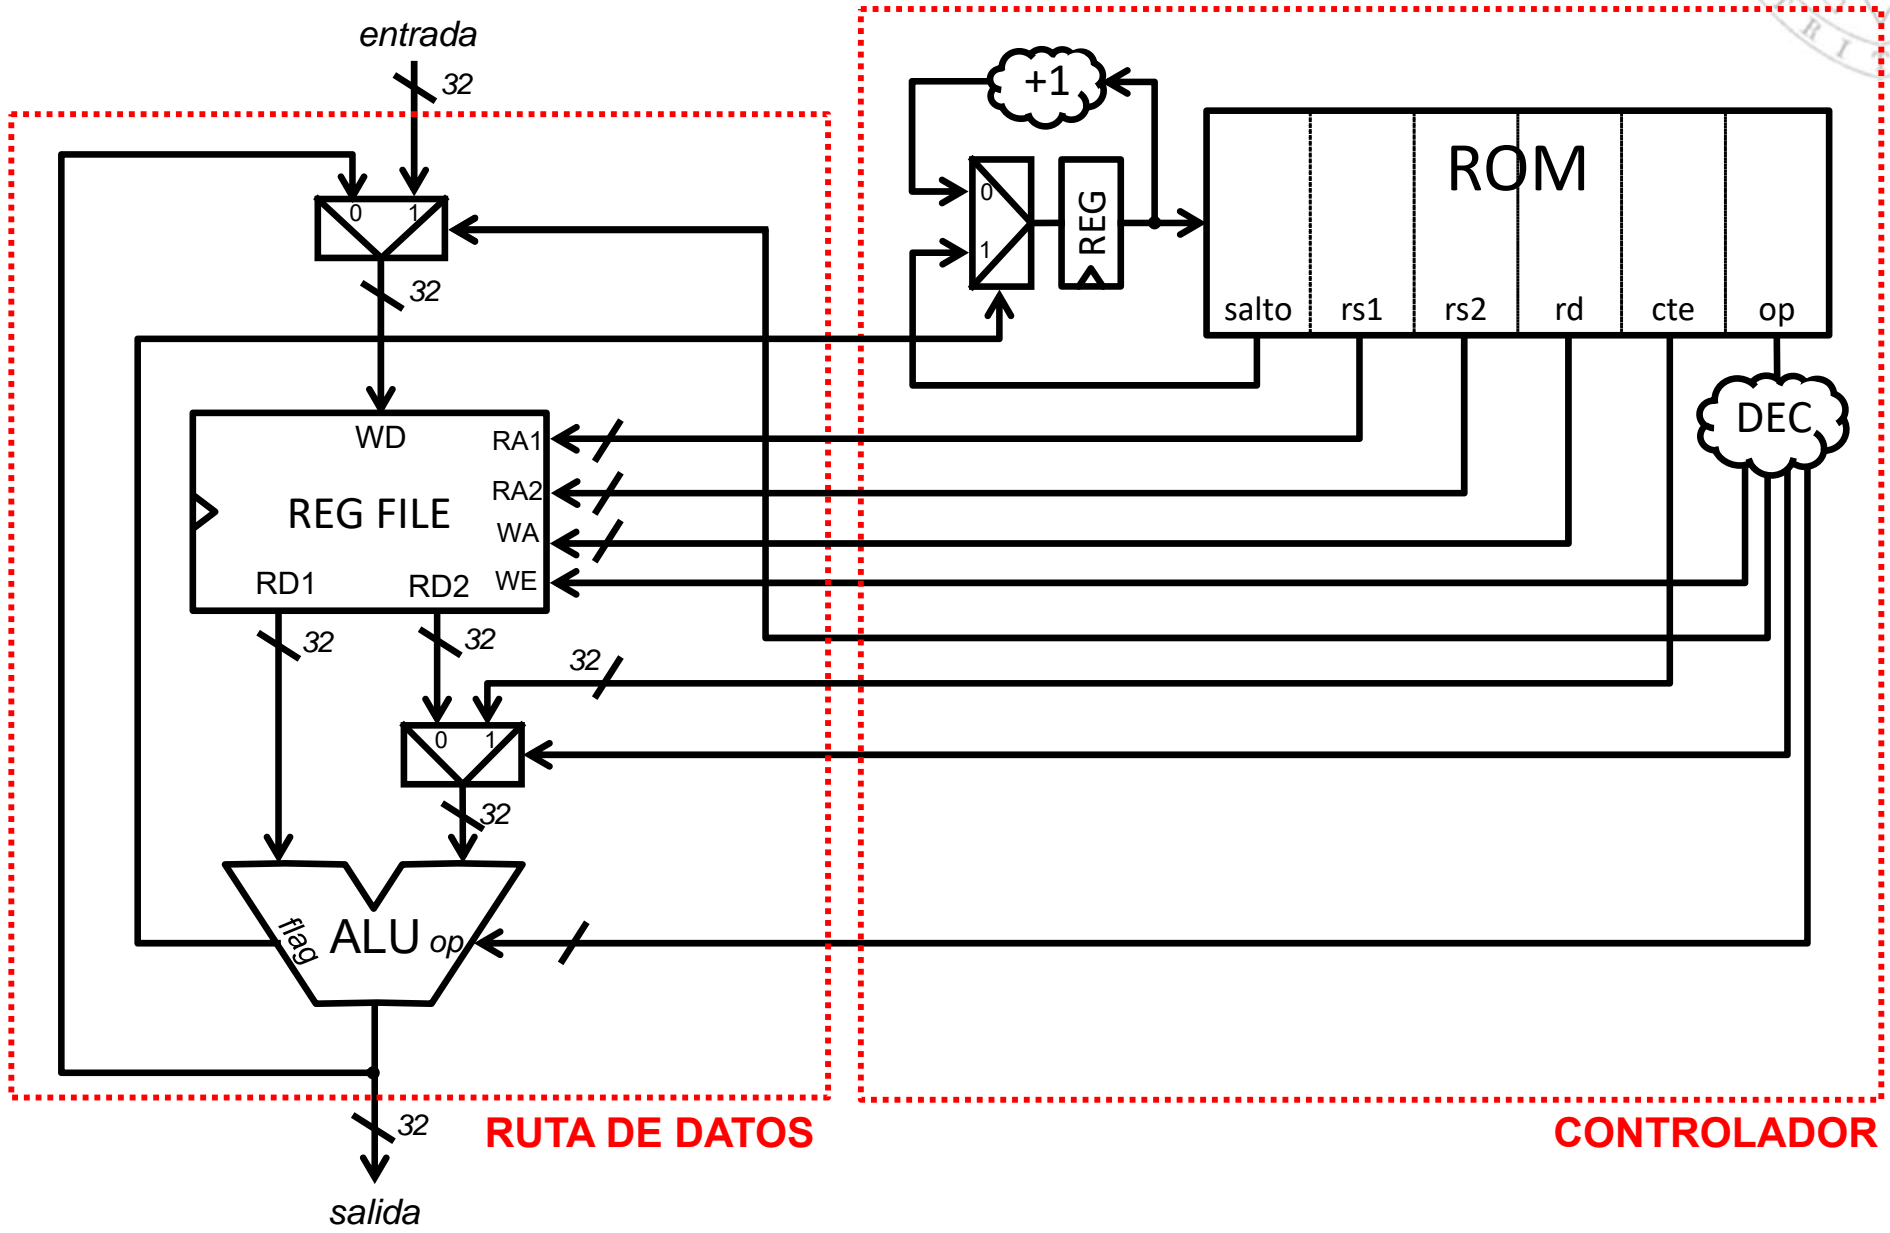 entrada
32
0 1
32
WD
RA1
RA2
WA
WE
REG FILE
RD1
RD2
32
32
32
0 1
32
flag
ALU
op
32
salida
RUTA DE DATOS
+1
0
1
REG
ROM
salto rs1 rs2 rd cte op
DEC
CONTROLADOR